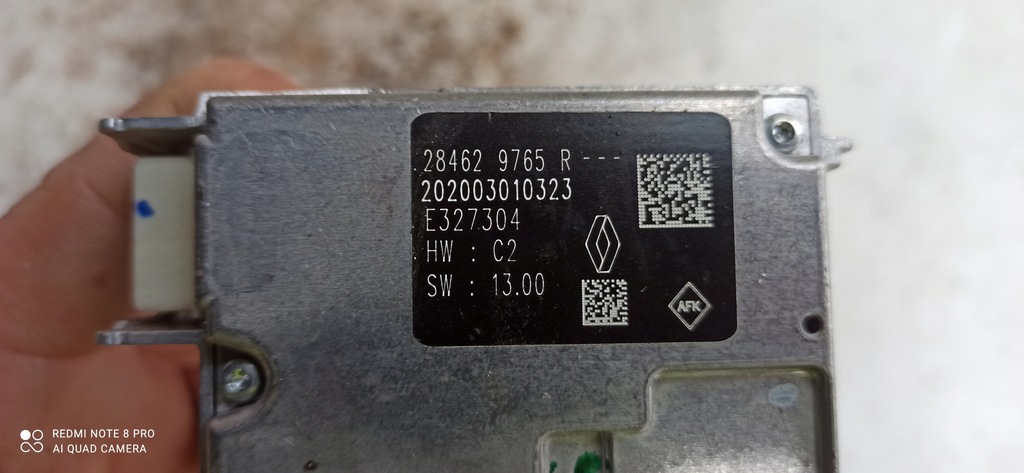 28462 9765 R ---
202003010323
E327304
HW : C2
SW : 13.00
AFK
REDMI NOTE 8 PRO
AI QUAD CAMERA